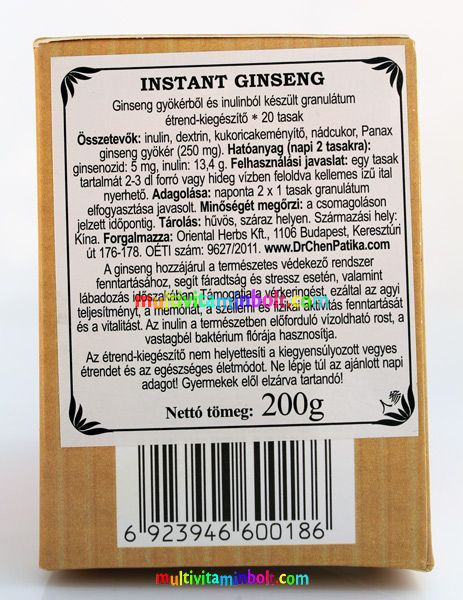 INSTANT GINSENG
Ginseng gyökérből és inulinból készült granulátum
étrend-kiegészítő * 20 tasak
Összetevők: inulin, dextrin, kukoricakeményítő, nádcukor, Panax
ginseng gyökér (250 mg). Hatóanyag (napi 2 tasakra):
ginsenozid: 5 mg, inulin: 13,4 g. Felhasználási javaslat: egy tasak
tartalmát 2-3 dl forró vagy hideg vízben feloldva kellemes ízű ital
nyerhető. Adagolása: naponta 2 x 1 tasak granulátum
elfogyasztása javasolt. Minőségét megőrzi: a csomagoláson
jelzett időpontig. Tárolás: hűvös, száraz helyen. Származási hely:
Kína. Forgalmazza: Oriental Herbs Kft., 1106 Budapest, Keresztúri
út 176-178. OÉTI szám: 9627/2011. www.DrChenPatika.com
A ginseng hozzájárul a természetes védekező rendszer
fenntartásához, segít fáradtság és stressz esetén, valamint
lábadozás időszakában. Támogatja a vérkeringést, ezáltal az agyi
multivitaminbolt.com
teljesítményt, a memóriát, a szellemi és fizikai aktivitás fenntartását
és a vitalitást. Az inulin a természetben előforduló vízoldható rost, a
vastagbél baktérium flórája hasznosítja.
Az étrend-kiegészítő nem helyettesíti a kiegyensúlyozott vegyes
étrendet és az egészséges életmódot. Ne lépje túl az ajánlott napi
adagot! Gyermekek elől elzárva tartandó!
Nettó tömeg: 200g
6 923946 600186
multivitaminbolt.com